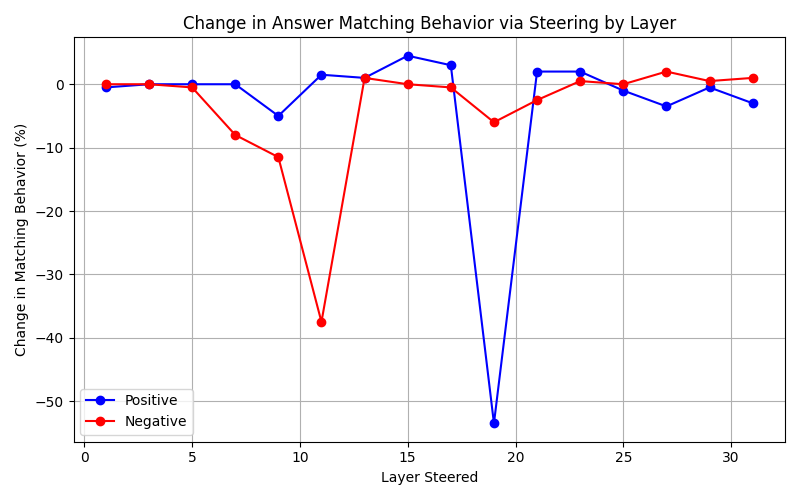 Change in Answer Matching Behavior via Steering by Layer
Change in Matching Behavior (%)
0
−10
−20
−30
−40
−50
Positive
Negative
0 5 10 15 20 25 30
Layer Steered